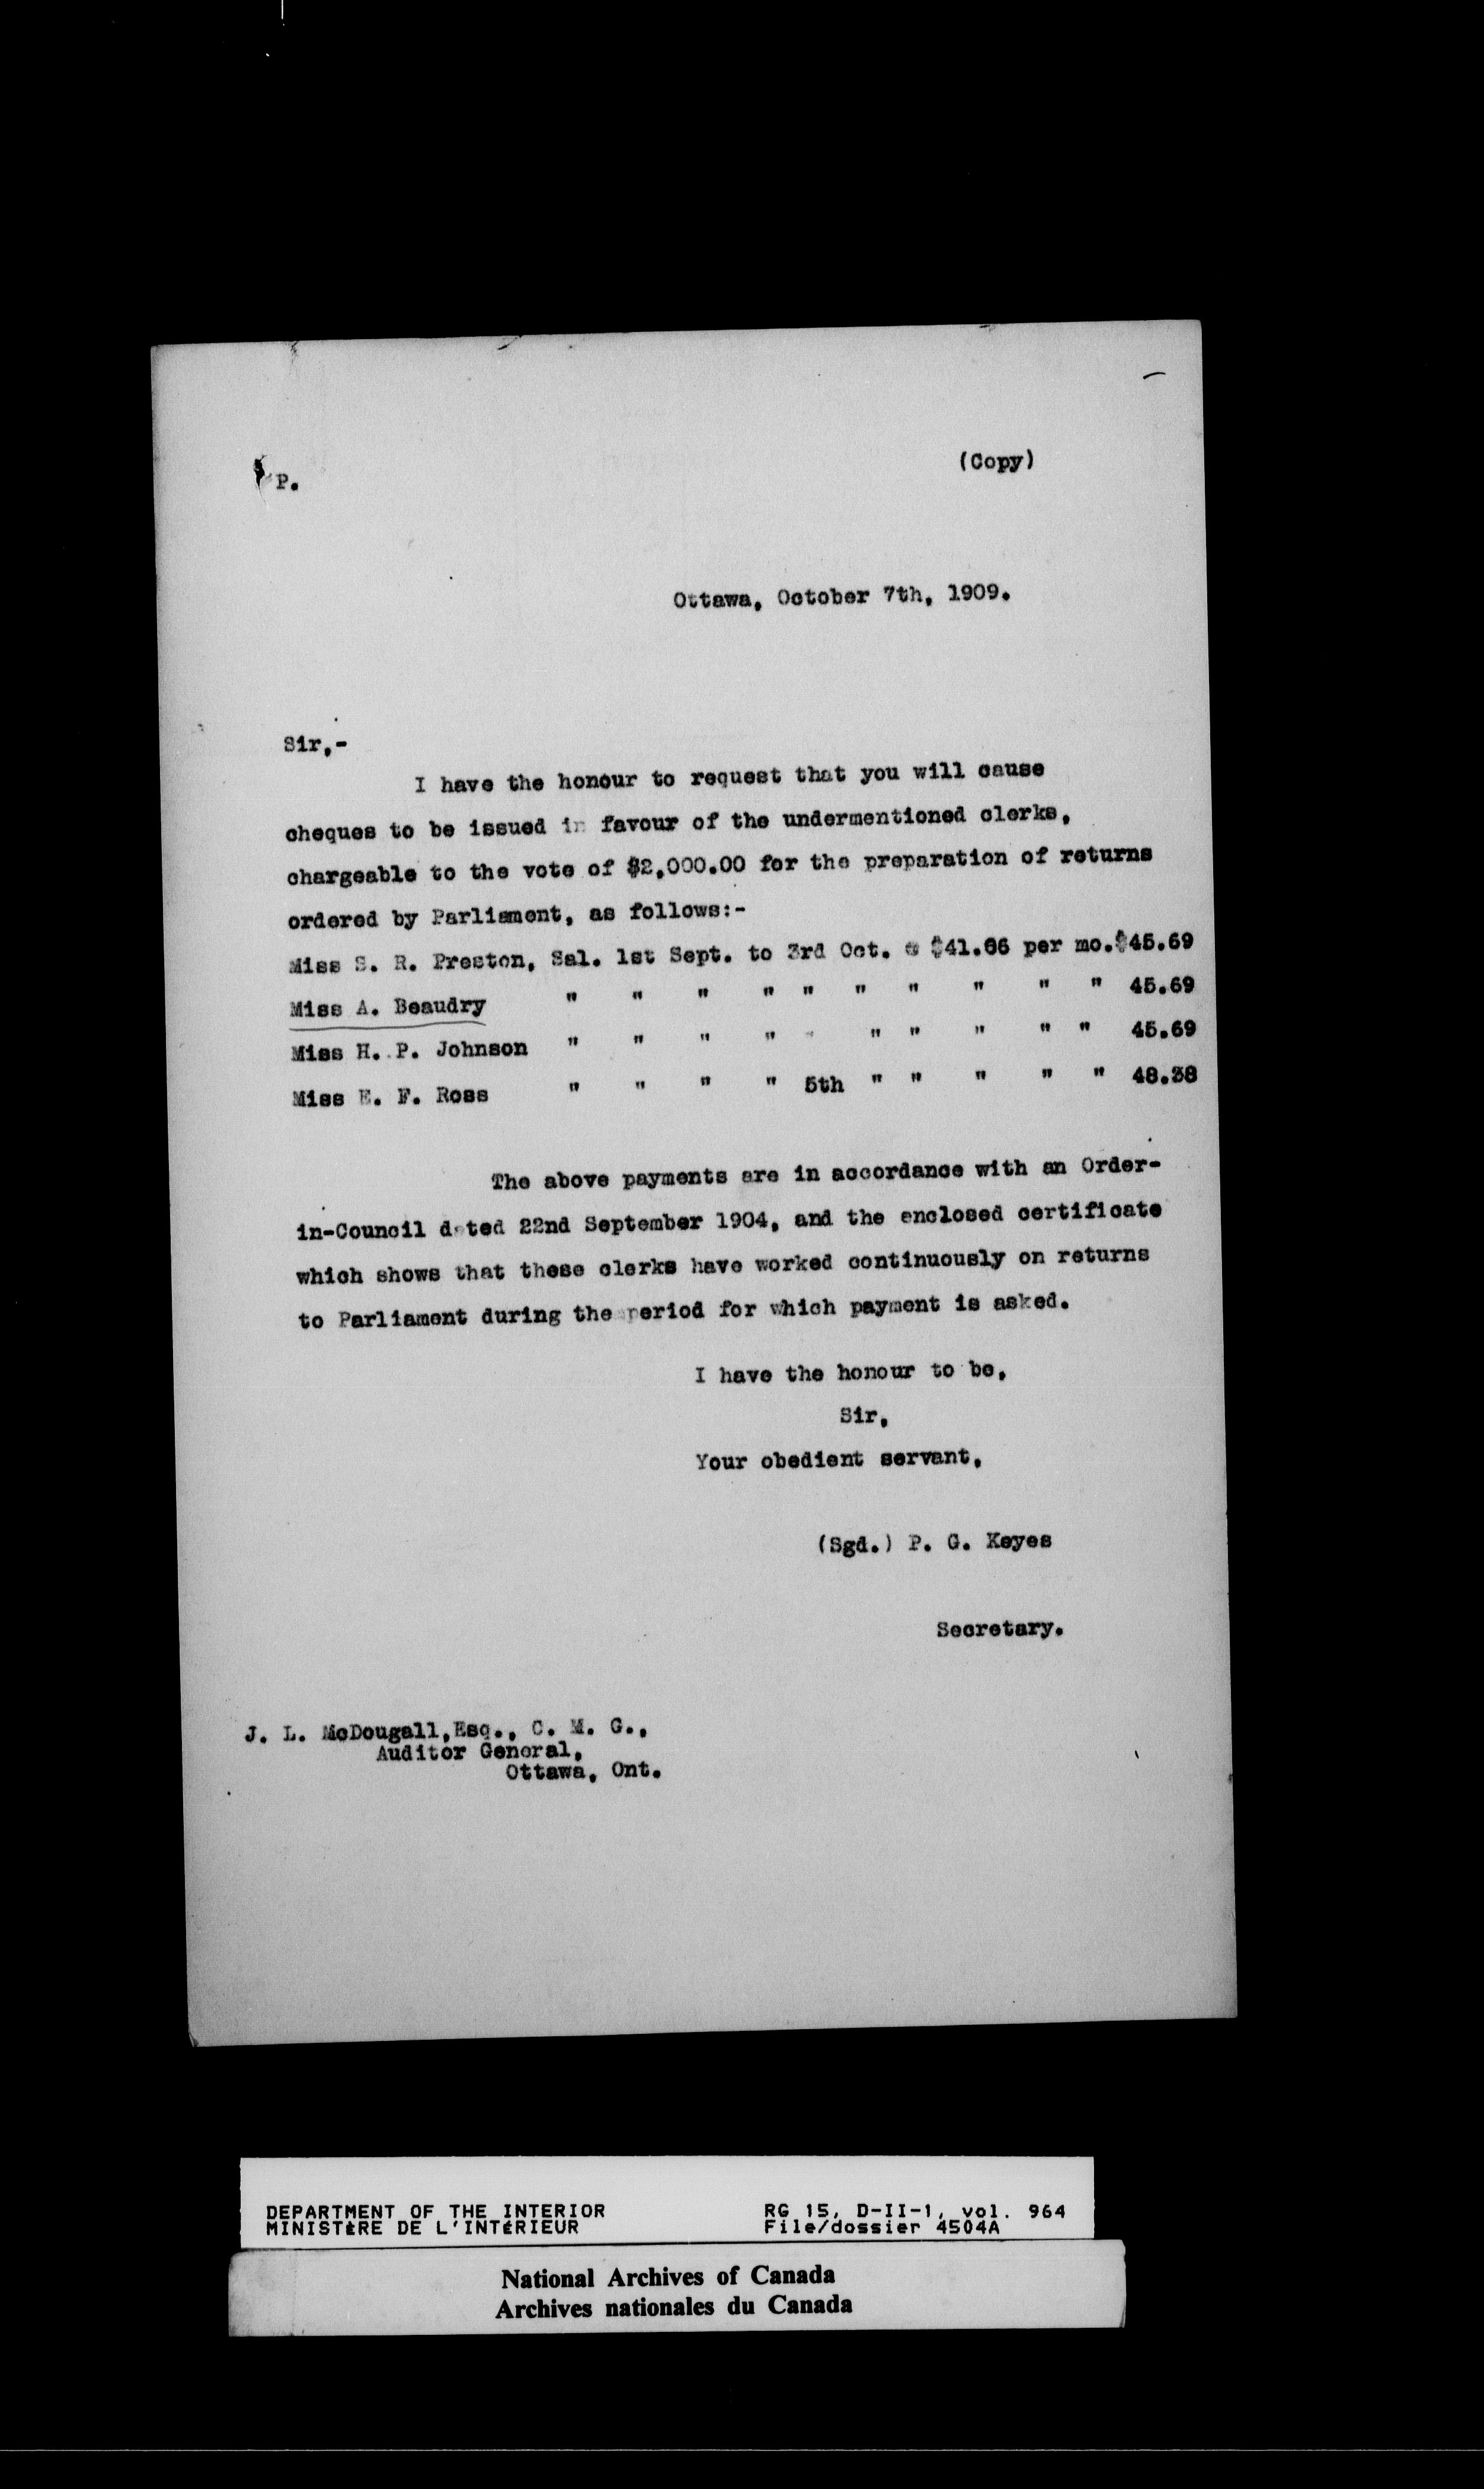 (Copy)
P.
Ottawa, October 7th, 1909.
Sir,-
I have the honour to request that you will cause
cheques to be issued in favour of the undermentioned clerks,
chargeable to the vote of $2,000.00 for the preparation of returns
ordered by Parliament, as follows:-
Miss S. R. Preston, Sal. 1st Sept. to 3rd Oct. @ $41.66 per mo.$45.69
Miss A. Beaudry " " " " " " " " " " 45.69
Miss H. P. Johnson " " " " " " " " " " 45.69
Miss E. F. Ross " " " " 5th " " " " " 48.38
The above payments are in accordance with an Order-
in-Council dated 22nd September 1904, and the enclosed certificate
which shows that these clerks have worked continuously on returns
to Parliament during the period for which payment is asked.
I have the honour to be,
Sir,
Your obedient servant,
(Sgd.) P. G. Keyes
Secretary.
J. L. McDougall,Esq., C. M. G.,
Auditor General,
Ottawa, Ont.
DEPARTMENT OF THE INTERIOR RG 15, D-II-1, vol. 964
MINISTÈRE DE L'INTÉRIEUR File/dossier 4504A
National Archives of Canada
Archives nationales du Canada